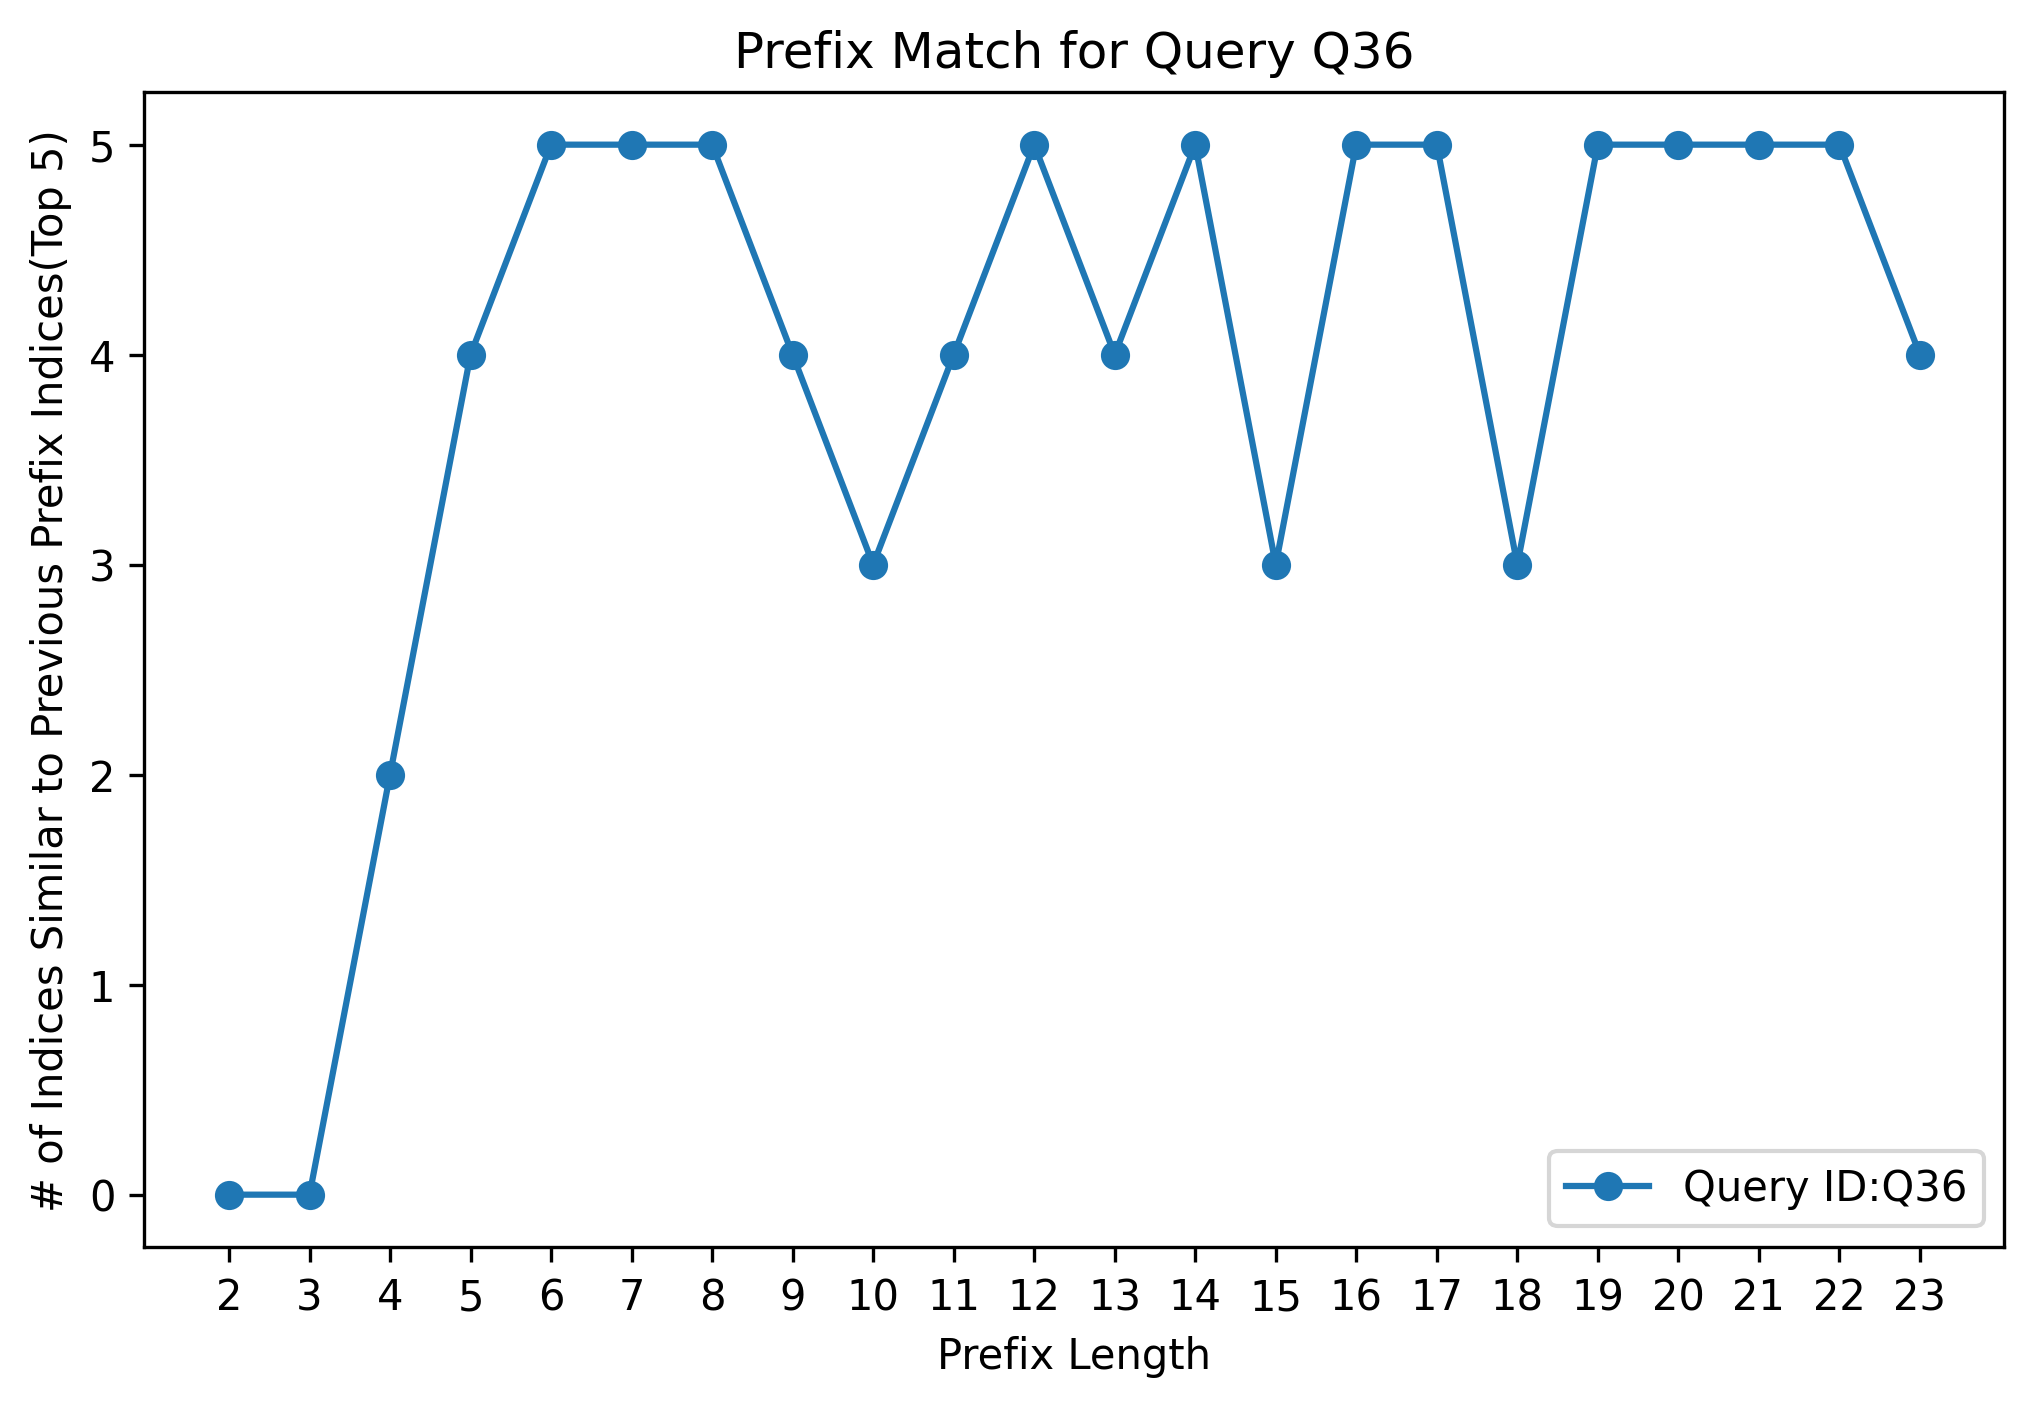 Prefix Match for Query Q36
# of Indices Similar to Previous Prefix Indices(Top 5)
5
4
3
2
1
0
Query ID:Q36
2 3 4 5 6 7 8 9 10 11 12 13 14 15 16 17 18 19 20 21 22 23
Prefix Length